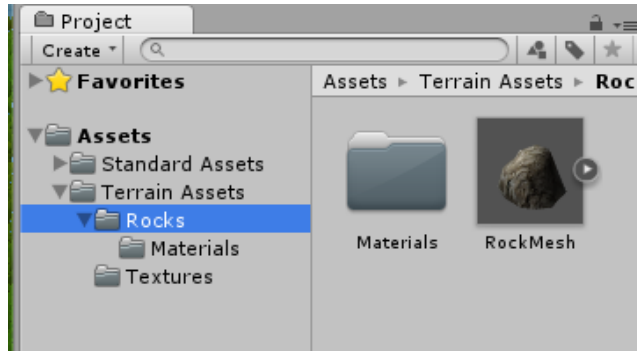 Project
Create
Favorites
Assets ▸ Terrain Assets ▸ Roc
Assets
Standard Assets
Terrain Assets
Rocks
Materials
Textures
Materials
RockMesh